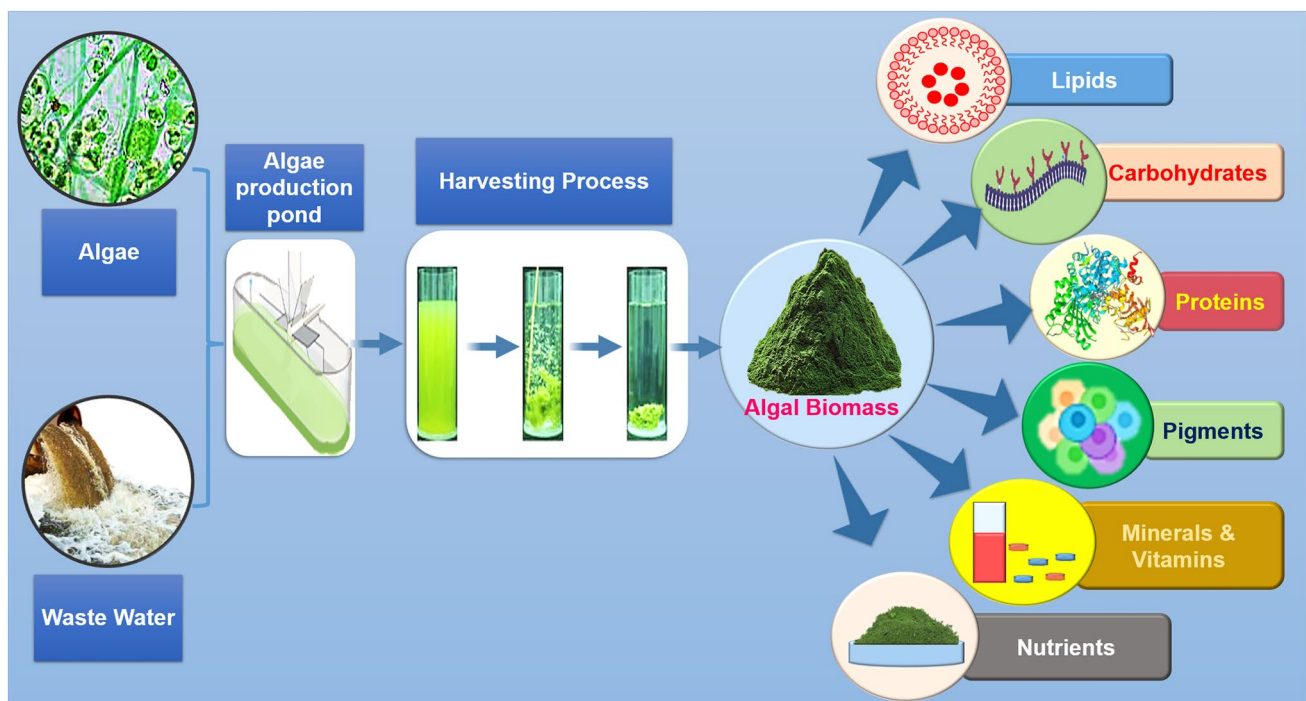 Algae
Waste Water
Algae
production
pond
Harvesting Process
Algal Biomass
Lipids
Carbohydrates
Proteins
Pigments
Minerals &
Vitamins
Nutrients